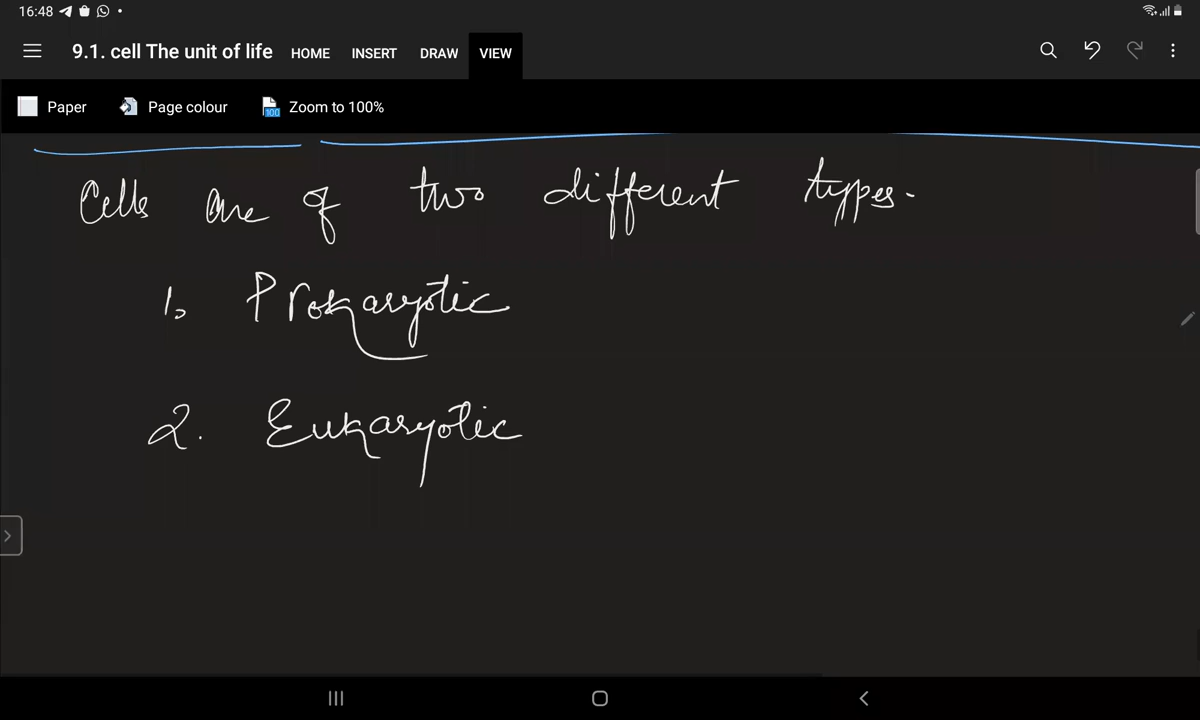 16:48
9.1. cell The unit of life HOME INSERT DRAW VIEW
Paper Page colour 100 Zoom to 100%
Cells are of two different types.
1. Prokaryotic
2. Eukaryotic